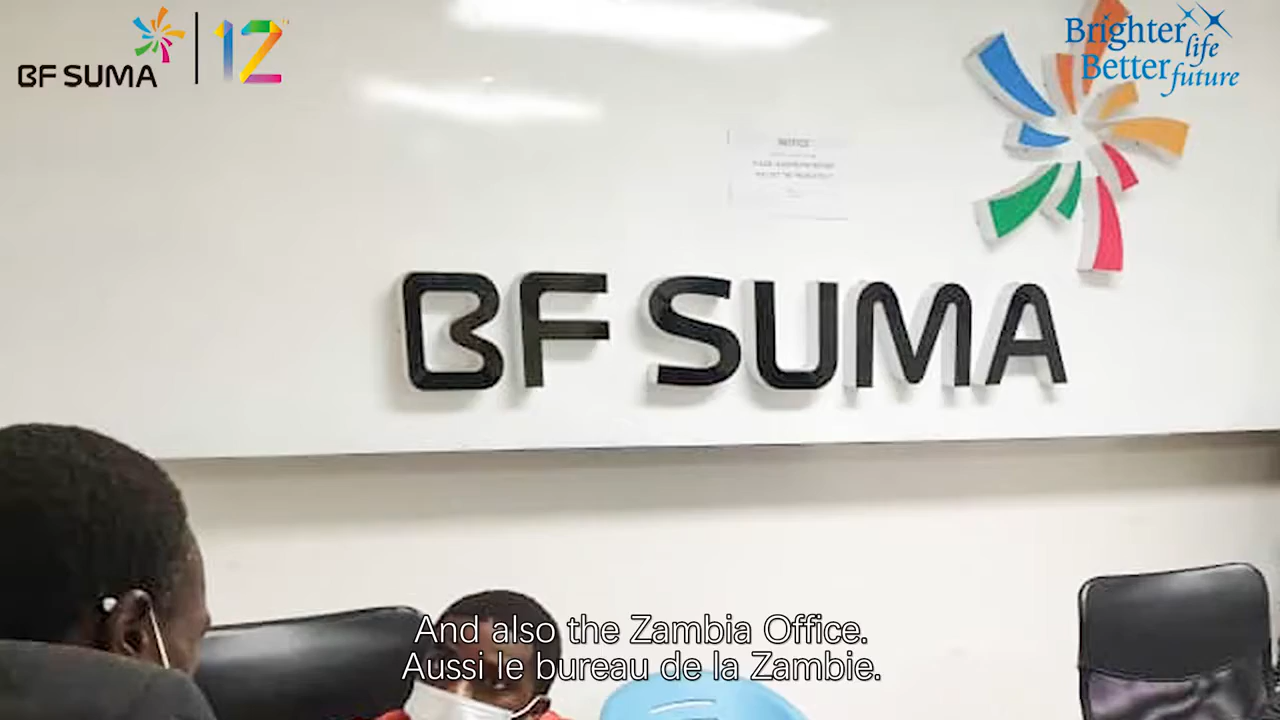 BF SUMA
12
Brighter life
Better future
NOTICE
BF SUMA
And also the Zambia Office.
Aussi le bureau de la Zambie.